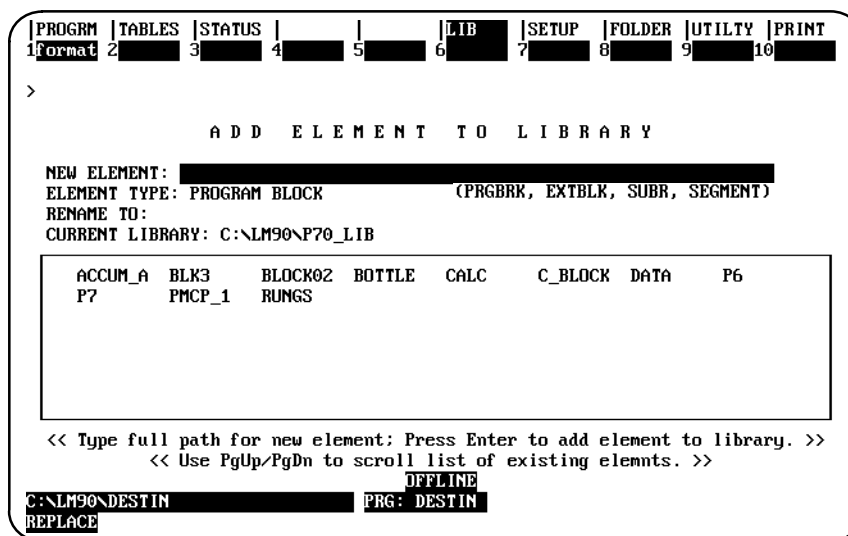 |PROGRM |TABLES |STATUS | | |LIB |SETUP |FOLDER |UTILTY |PRINT
1format 2 3 4 5 6 7 8 9 10
>
A D D E L E M E N T T O L I B R A R Y
NEW ELEMENT:
ELEMENT TYPE: PROGRAM BLOCK (PRGBRK, EXTBLK, SUBR, SEGMENT)
RENAME TO:
CURRENT LIBRARY: C:\LM90\P70_LIB
ACCUM_A BLK3 BLOCK02 BOTTLE CALC C_BLOCK DATA P6
P7 PMCP_1 RUNGS
<< Type full path for new element; Press Enter to add element to library. >>
<< Use PgUp/PgDn to scroll list of existing elemnts. >>
OFFLINE
C:\LM90\DESTIN PRG: DESTIN
REPLACE